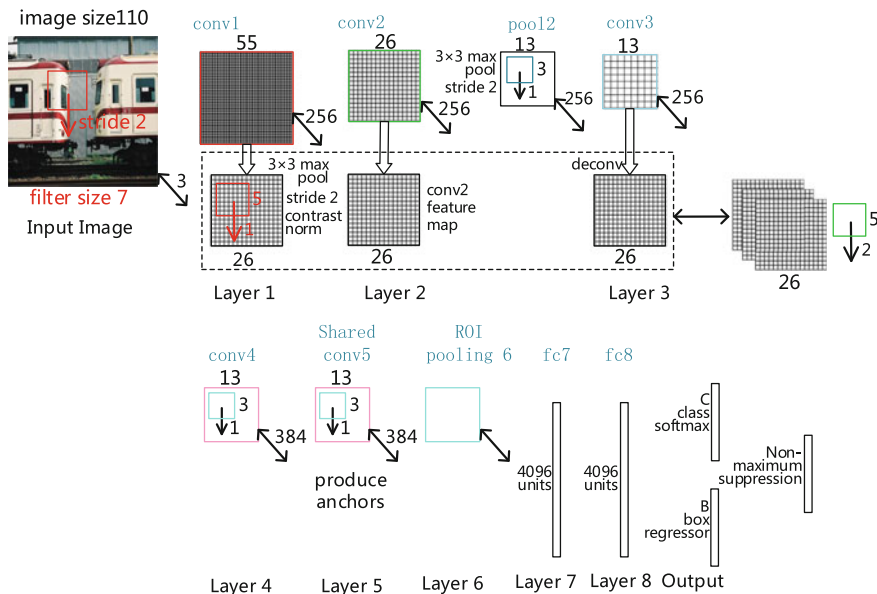 image size110
stride 2
filter size 7
Input Image
3
conv1
55
256
3×3 max
pool
stride 2
contrast
norm
5
1
26
Layer 1
conv2
26
256
conv2
feature
map
26
Layer 2
pool2
13
3×3 max
pool
stride 2
3
1
256
conv3
13
256
deconv
26
Layer 3
26
5
2
conv4
13
3
1
384
Layer 4
Shared
conv5
13
3
1
384
produce
anchors
Layer 5
ROI
pooling 6
Layer 6
fc7
4096
units
Layer 7
fc8
4096
units
Layer 8
C
class
softmax
B
box
regressor
Output
Non-
maximum
suppression